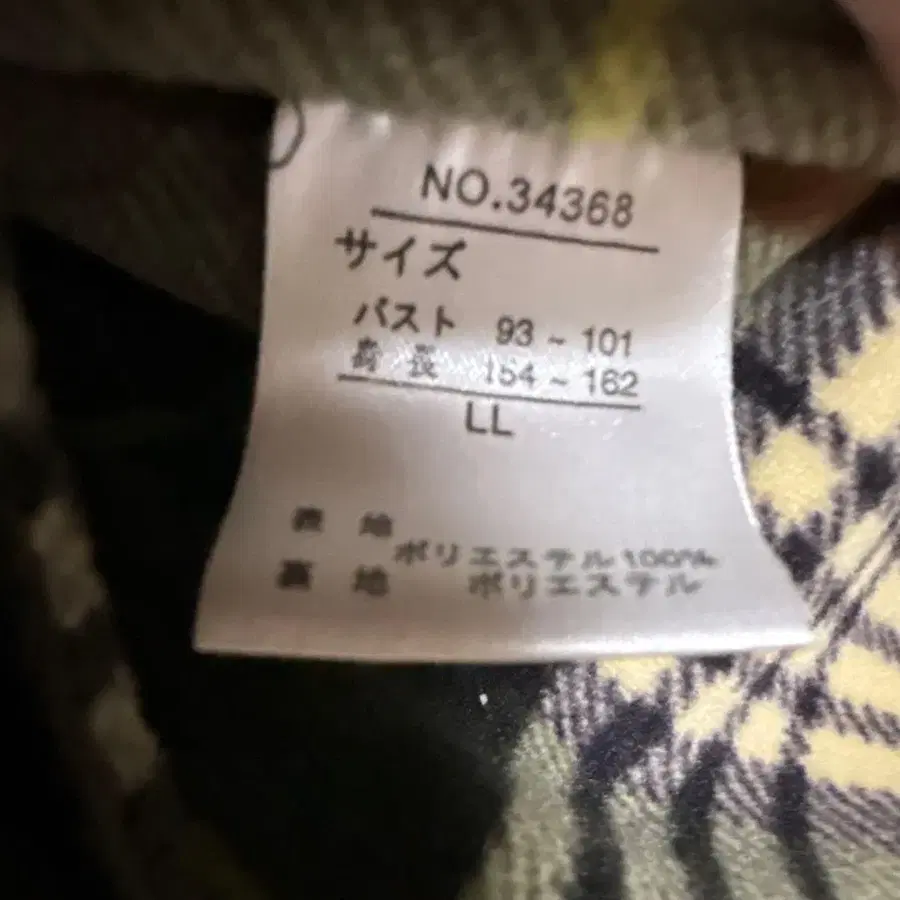 NO.34368
サイズ
バスト 93 ~ 101
身長 154 ~ 162
LL
表地
ポリエステル100%
裏地 ポリエステル